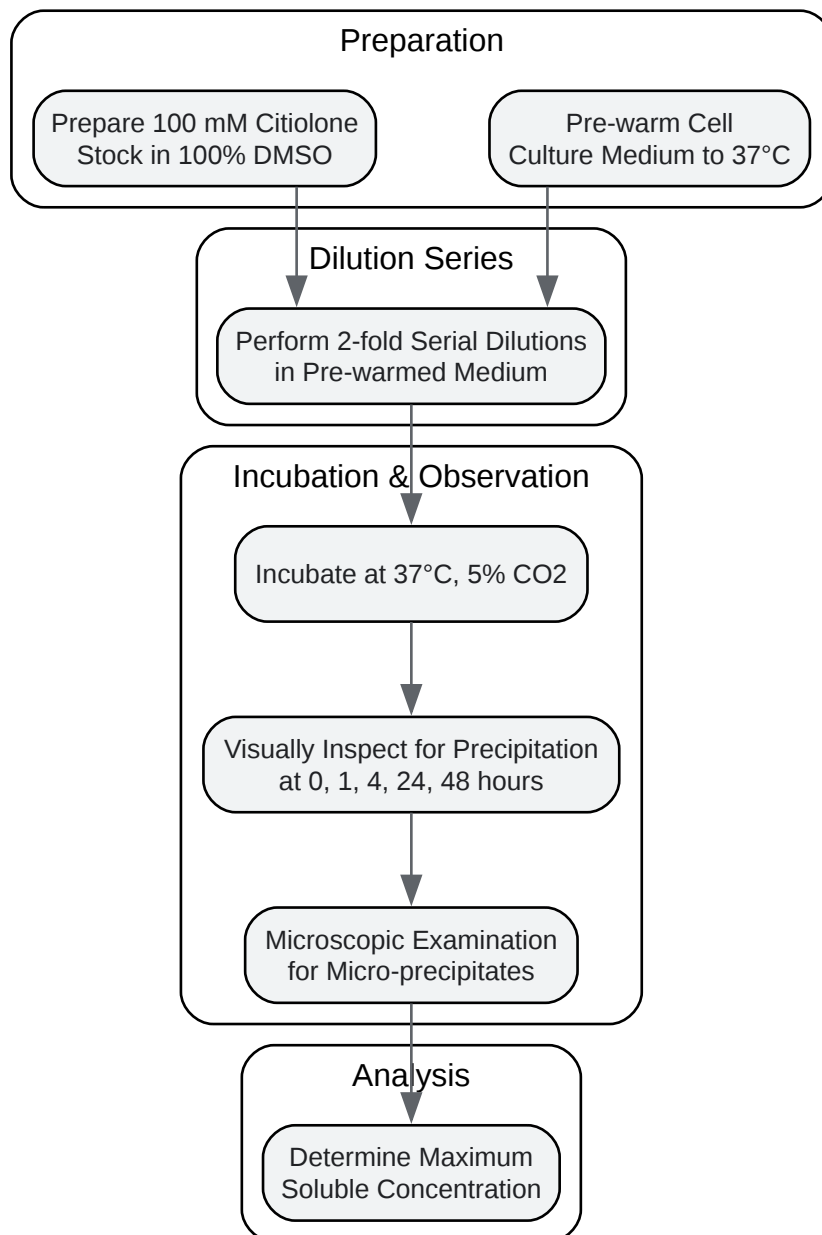 Preparation
Prepare 100 mM Citiolone
Stock in 100% DMSO
Pre-warm Cell
Culture Medium to 37°C
Dilution Series
Perform 2-fold Serial Dilutions
in Pre-warmed Medium
Incubation & Observation
Incubate at 37°C, 5% CO2
Visually Inspect for Precipitation
at 0, 1, 4, 24, 48 hours
Microscopic Examination
for Micro-precipitates
Analysis
Determine Maximum
Soluble Concentration